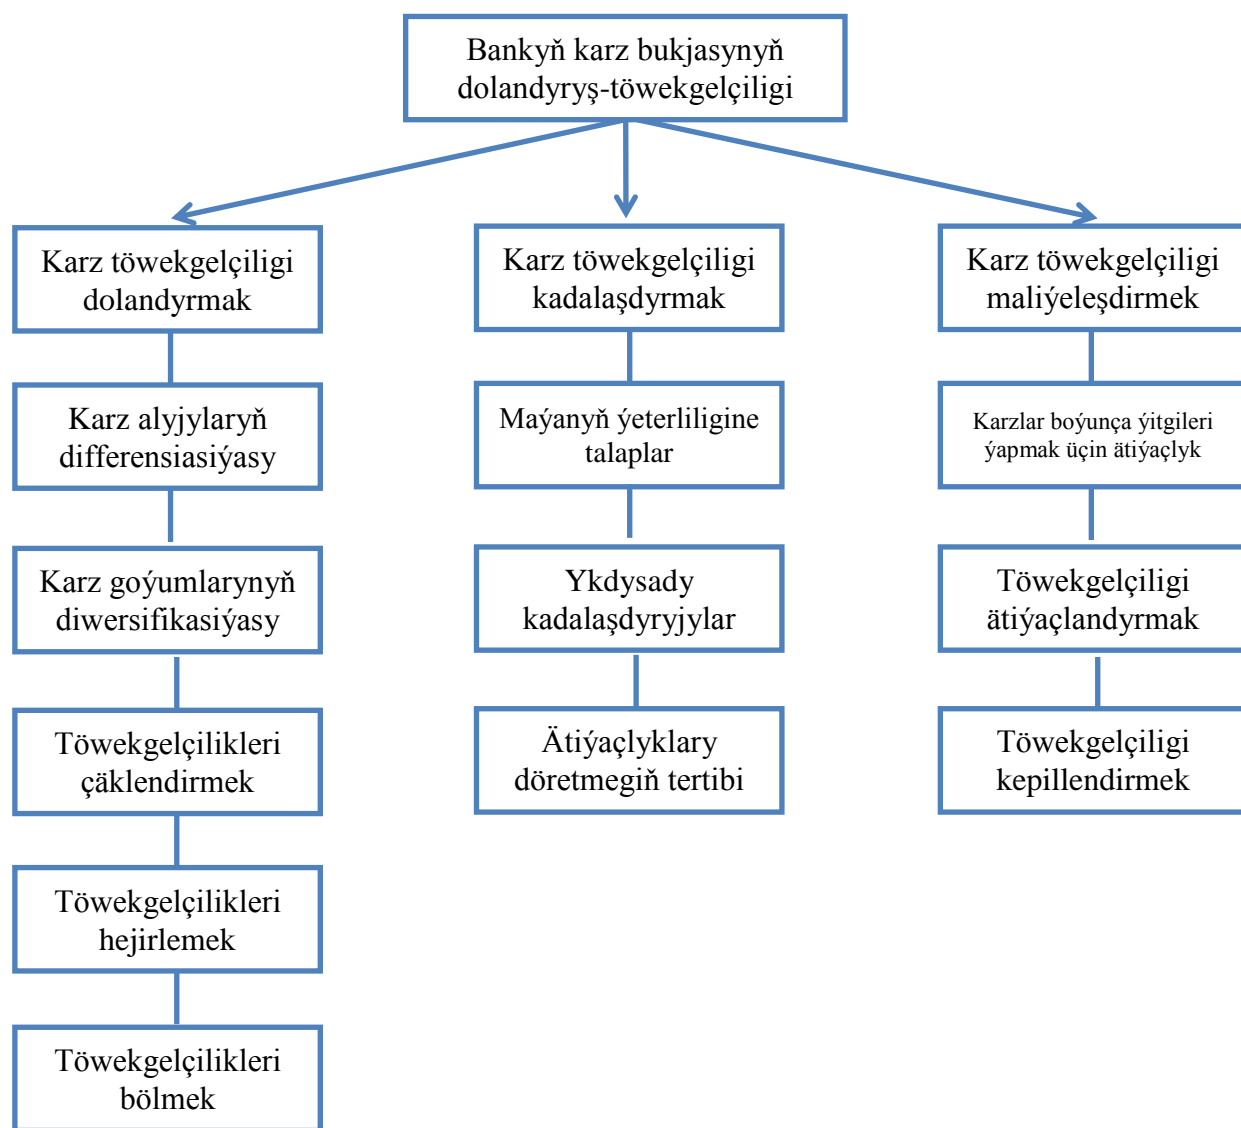 Bankyň karz bukjasynyň
dolandyryş-töwekgelçiligi
Karz töwekgelçiligi
dolandyrmak
Karz alyjylaryň
differensiasiýasy
Karz goýumlarynyň
diwersifikasiýasy
Töwekgelçilikleri
çäklendirmek
Töwekgelçilikleri
hejirlemek
Töwekgelçilikleri
bölmek
Karz töwekgelçiligi
kadalaşdyrmak
Maýanyň ýeterliligine
talaplar
Ykdysady
kadalaşdyryjylar
Ätiýaçlyklary
döretmegiň tertibi
Karz töwekgelçiligi
maliýeleşdirmek
Karzlar boýunça ýitgileri
ýapmak üçin ätiýaçlyk
Töwekgelçiligi
ätiýaçlandyrmak
Töwekgelçiligi
kepillendirmek